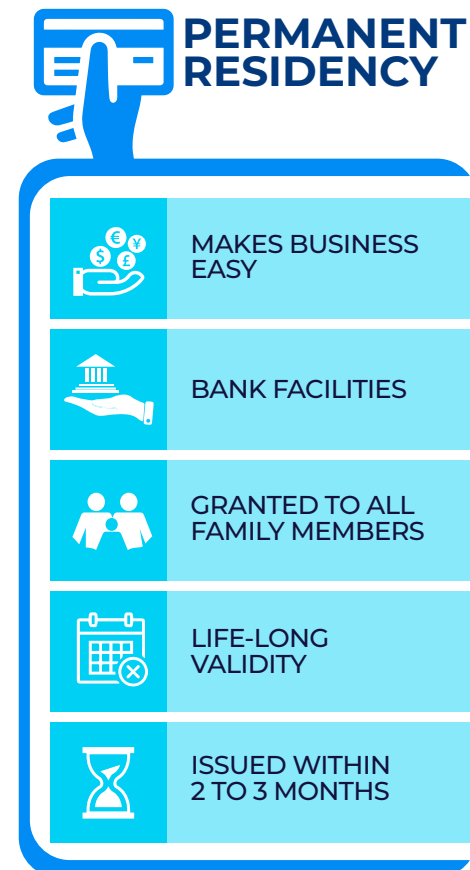 PERMANENT
RESIDENCY
MAKES BUSINESS
EASY
BANK FACILITIES
GRANTED TO ALL
FAMILY MEMBERS
LIFE-LONG
VALIDITY
ISSUED WITHIN
2 TO 3 MONTHS